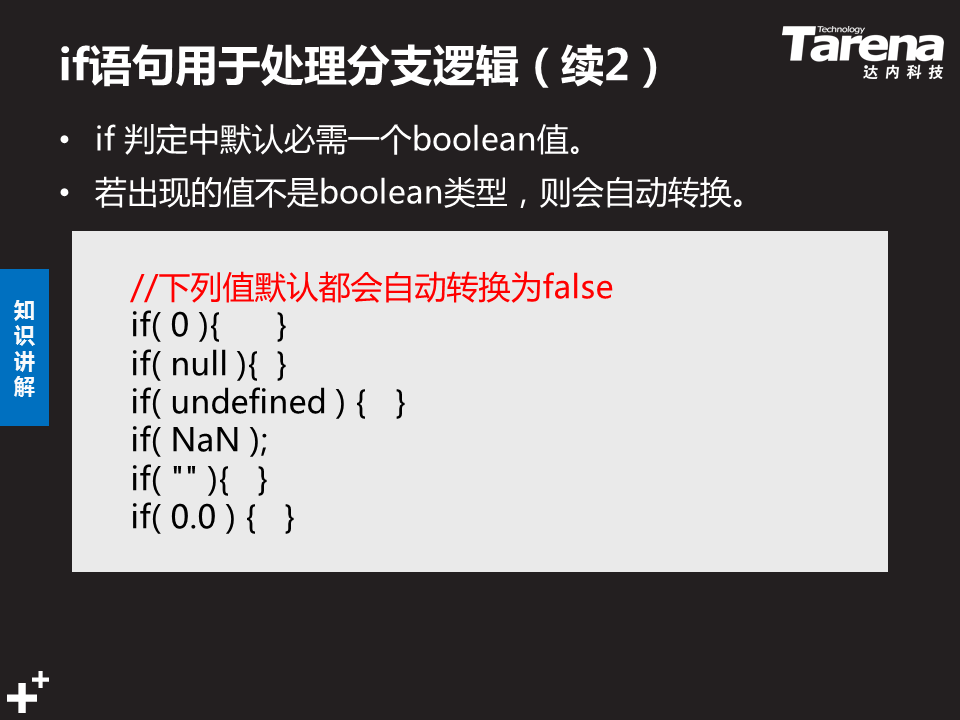 if语句用于处理分支逻辑（续2）
Technology
Tarena
达内科技
• if 判定中默认必需一个boolean值。
• 若出现的值不是boolean类型，则会自动转换。
知识讲解
//下列值默认都会自动转换为false
if( 0 ){ }
if( null ){ }
if( undefined ) { }
if( NaN );
if( "" ){ }
if( 0.0 ) { }